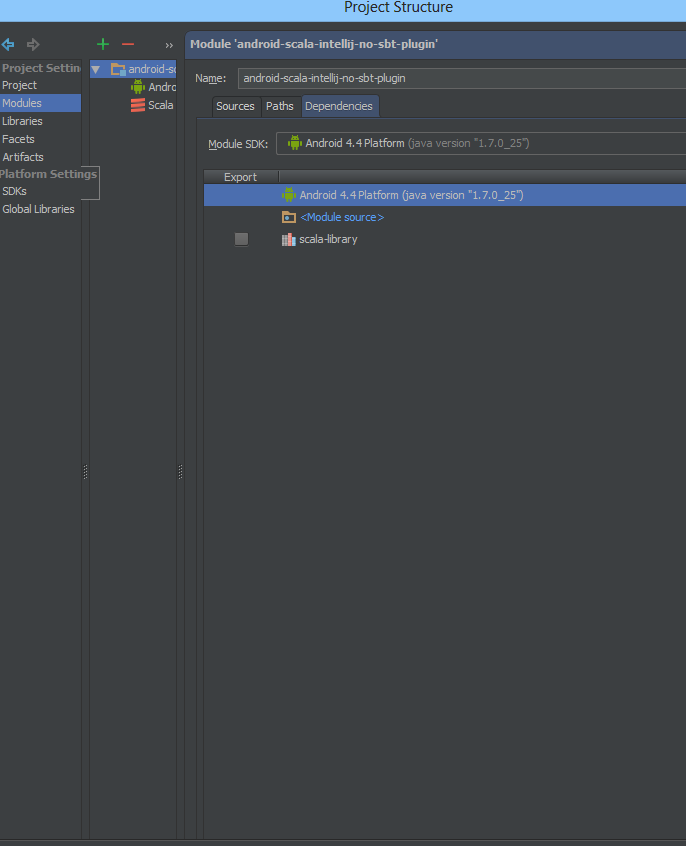 Project Structure
»
Module 'android-scala-intellij-no-sbt-plugin'
Project Settin
Project
Modules
Libraries
Facets
Artifacts
Platform Settings
SDKs
Global Libraries
android-sc
Andro
Scala
Name: android-scala-intellij-no-sbt-plugin
Sources Paths Dependencies
Module SDK: Android 4.4 Platform (java version "1.7.0_25")
Export
Android 4.4 Platform (java version "1.7.0_25")
<Module source>
scala-library